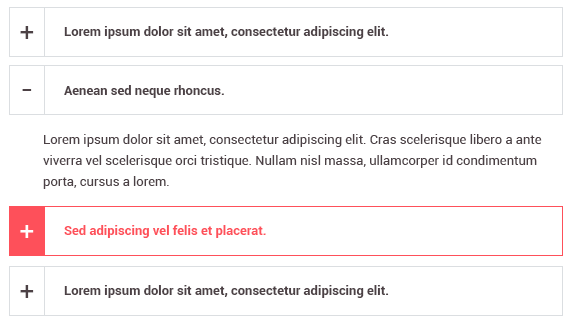 + Lorem ipsum dolor sit amet, consectetur adipiscing elit.
- Aenean sed neque rhoncus.
Lorem ipsum dolor sit amet, consectetur adipiscing elit. Cras scelerisque libero a ante
viverra vel scelerisque orci tristique. Nullam nisl massa, ullamcorper id condimentum
porta, cursus a lorem.
+ Sed adipiscing vel felis et placerat.
+ Lorem ipsum dolor sit amet, consectetur adipiscing elit.